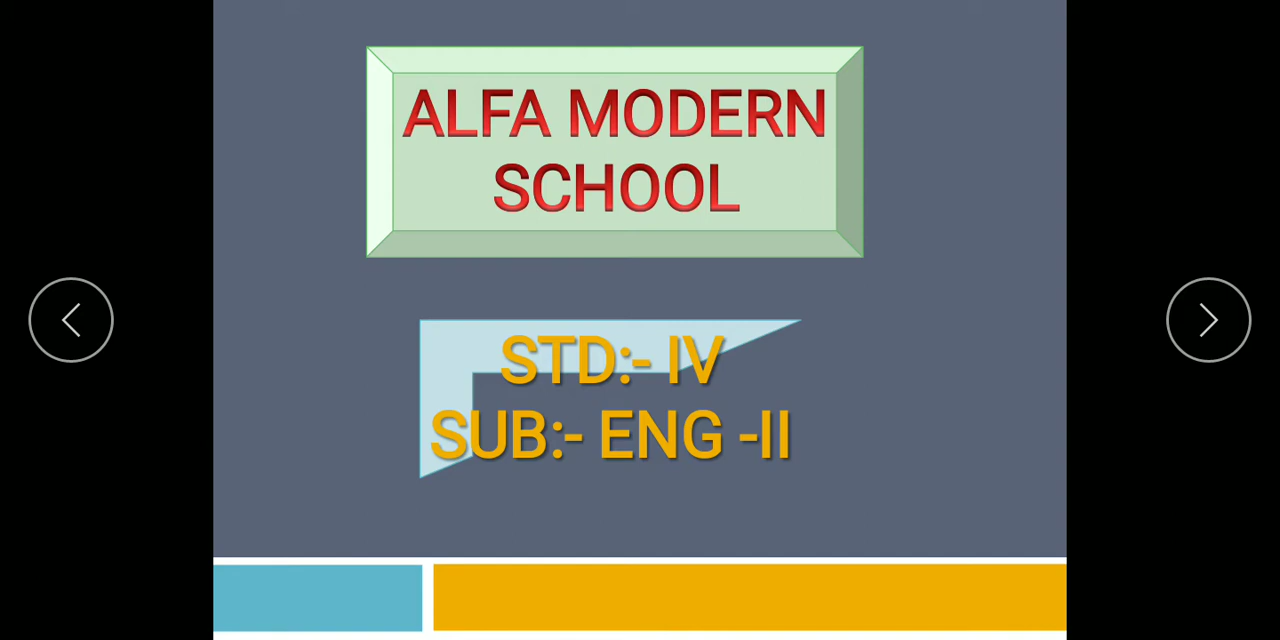 ALFA MODERN
SCHOOL
STD:- IV
SUB:- ENG -II